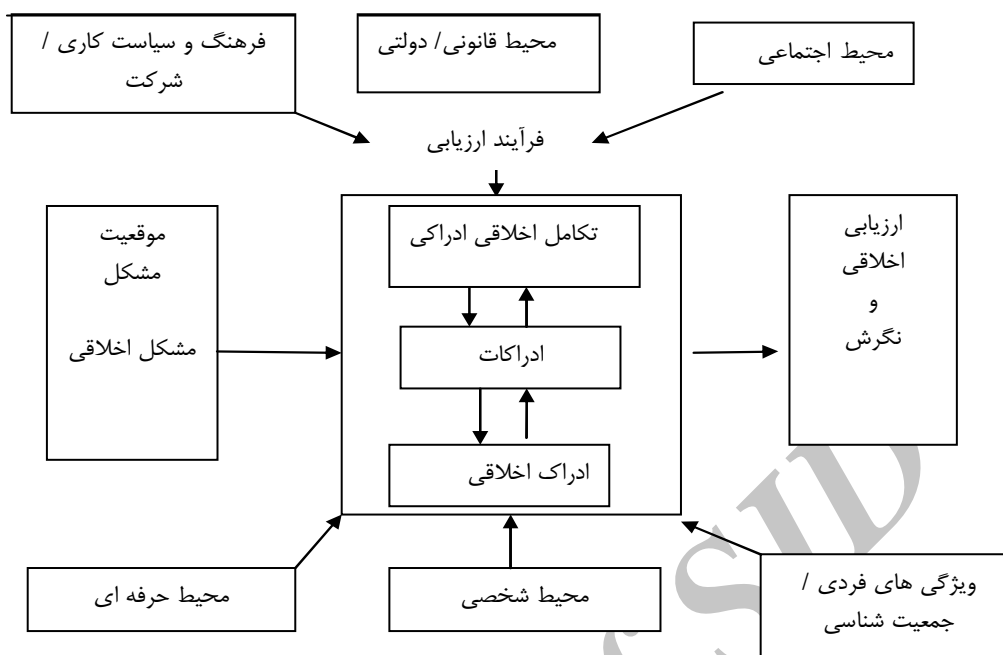 فرهنگ و سیاست کاری /
شرکت
محیط قانونی/ دولتی
محیط اجتماعی
فرآیند ارزیابی
موقعیت
مشکل
مشکل اخلاقی
تکامل اخلاقی ادراکی
ادراکات
ادراک اخلاقی
ارزیابی
اخلاقی
و
نگرش
محیط حرفه ای
محیط شخصی
ویژگی های فردی /
جمعیت شناسی
SID